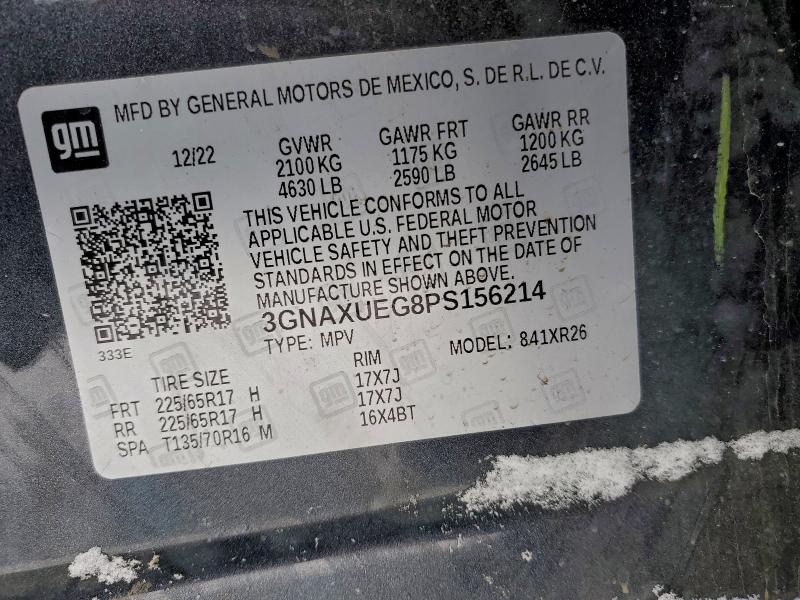 gm
MFD BY GENERAL MOTORS DE MEXICO, S. DE R.L. DE C.V.
12/22
GVWR
2100 KG
4630 LB
GAWR FRT
1175 KG
2590 LB
GAWR RR
1200 KG
2645 LB
THIS VEHICLE CONFORMS TO ALL
APPLICABLE U.S. FEDERAL MOTOR
VEHICLE SAFETY AND THEFT PREVENTION
STANDARDS IN EFFECT ON THE DATE OF
MANUFACTURE SHOWN ABOVE.
3GNAXUEG8PS156214
TYPE: MPV
MODEL: 841XR26
333E
TIRE SIZE
RIM
FRT 225/65R17 H 17X7J
RR 225/65R17 H 17X7J
SPA T135/70R16 M 16X4BT